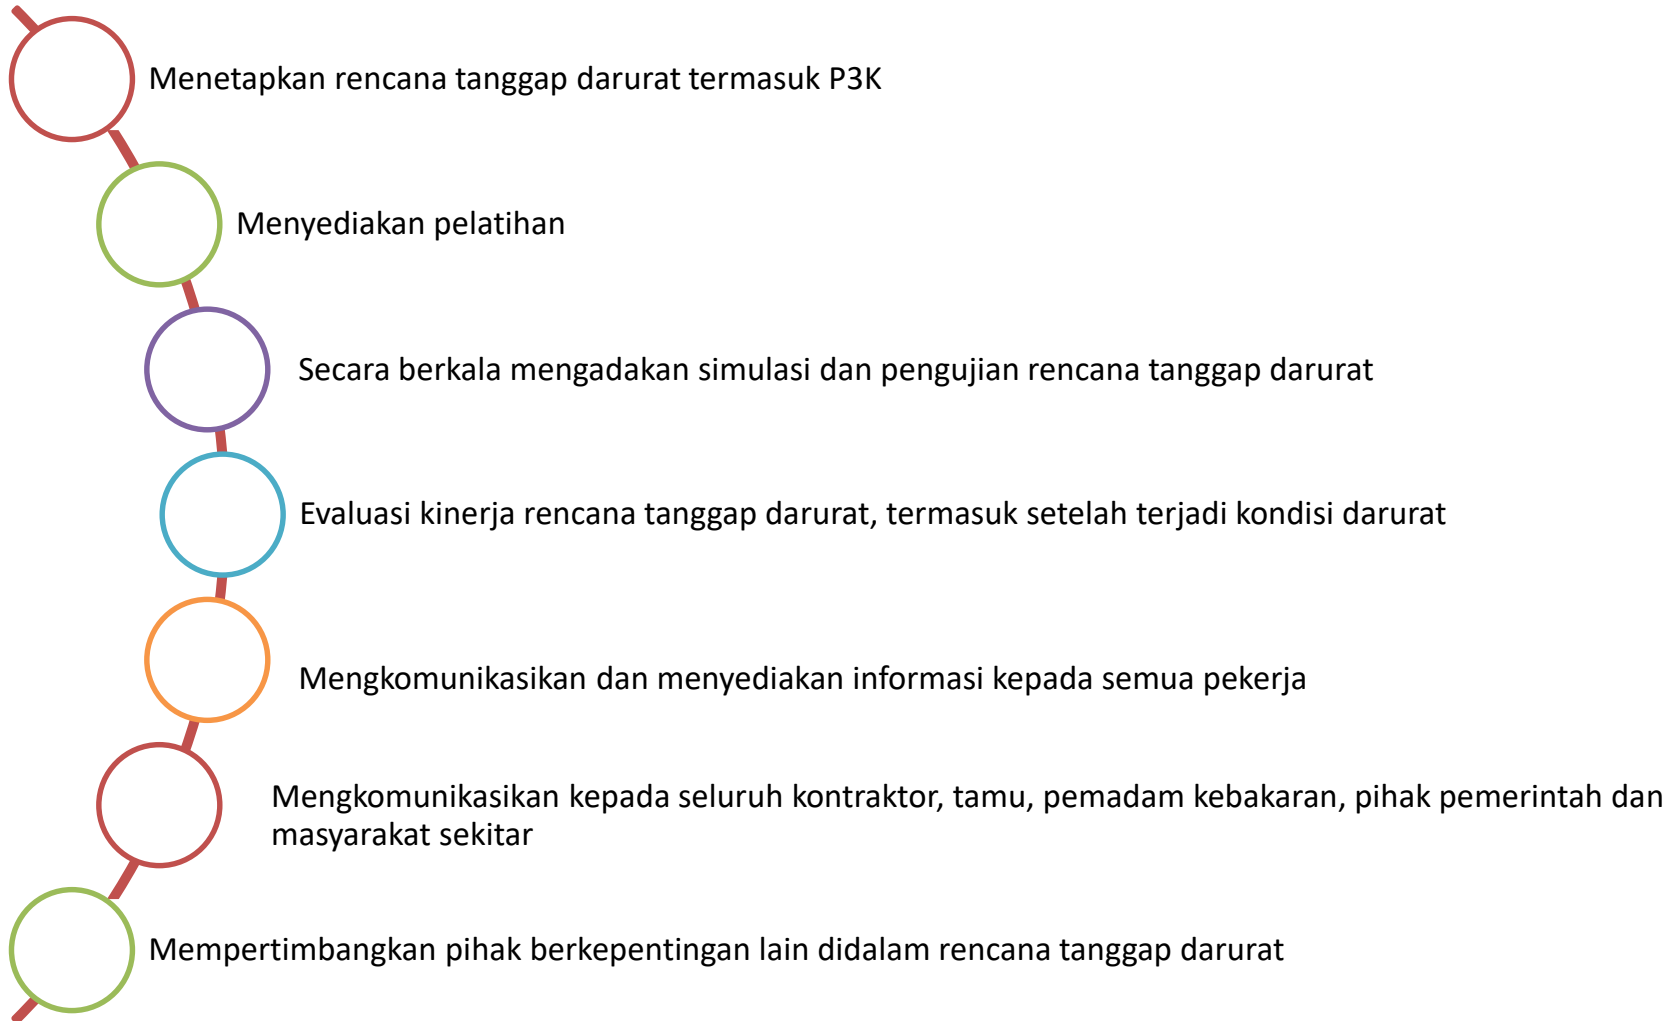 Menetapkan rencana tanggap darurat termasuk P3K
Menyediakan pelatihan
Secara berkala mengadakan simulasi dan pengujian rencana tanggap darurat
Evaluasi kinerja rencana tanggap darurat, termasuk setelah terjadi kondisi darurat
Mengkomunikasikan dan menyediakan informasi kepada semua pekerja
Mengkomunikasikan kepada seluruh kontraktor, tamu, pemadam kebakaran, pihak pemerintah dan
masyarakat sekitar
Mempertimbangkan pihak berkepentingan lain didalam rencana tanggap darurat